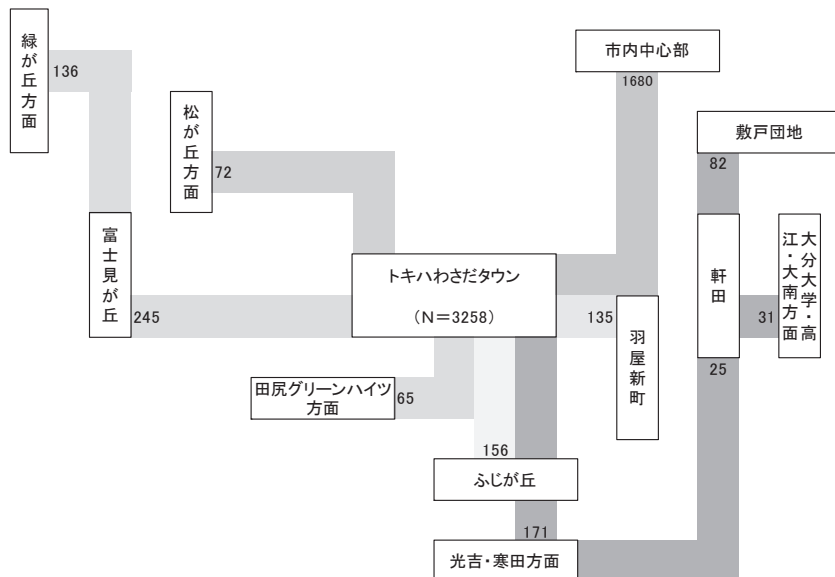 緑が丘方面
136
松が丘方面
72
市内中心部
1680
敷戸団地
82
富士見が丘
245
トキハわさだタウン
(N=3258)
135
羽屋新町
軒田
31
大分大学・高
江・大南方面
25
田尻グリーンハイツ
方面
65
156
ふじが丘
171
光吉・寒田方面